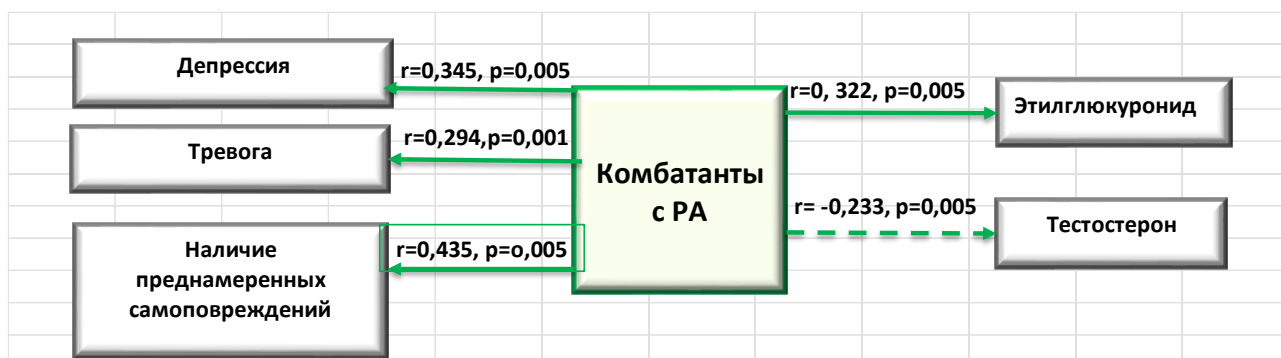 Депрессия
r=0,345, p=0,005
Тревога
r=0,294,p=0,001
Наличие
преднамеренных
самоповреждений
r=0,435, p=о,005
Комбатанты
с РА
r=0, 322, p=0,005
Этилглюкуронид
r= -0,233, p=0,005
Тестостерон